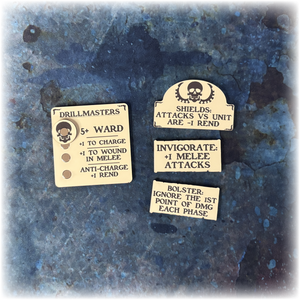 DRILLMASTERS
5+ WARD
+1 TO CHARGE
+1 TO WOUND
IN MELEE
ANTI-CHARGE
+1 REND
SHIELDS:
ATTACKS VS UNIT
ARE -1 REND
INVIGORATE:
+1 MELEE
ATTACKS
BOLSTER:
IGNORE THE 1ST
POINT OF DMG
EACH PHASE